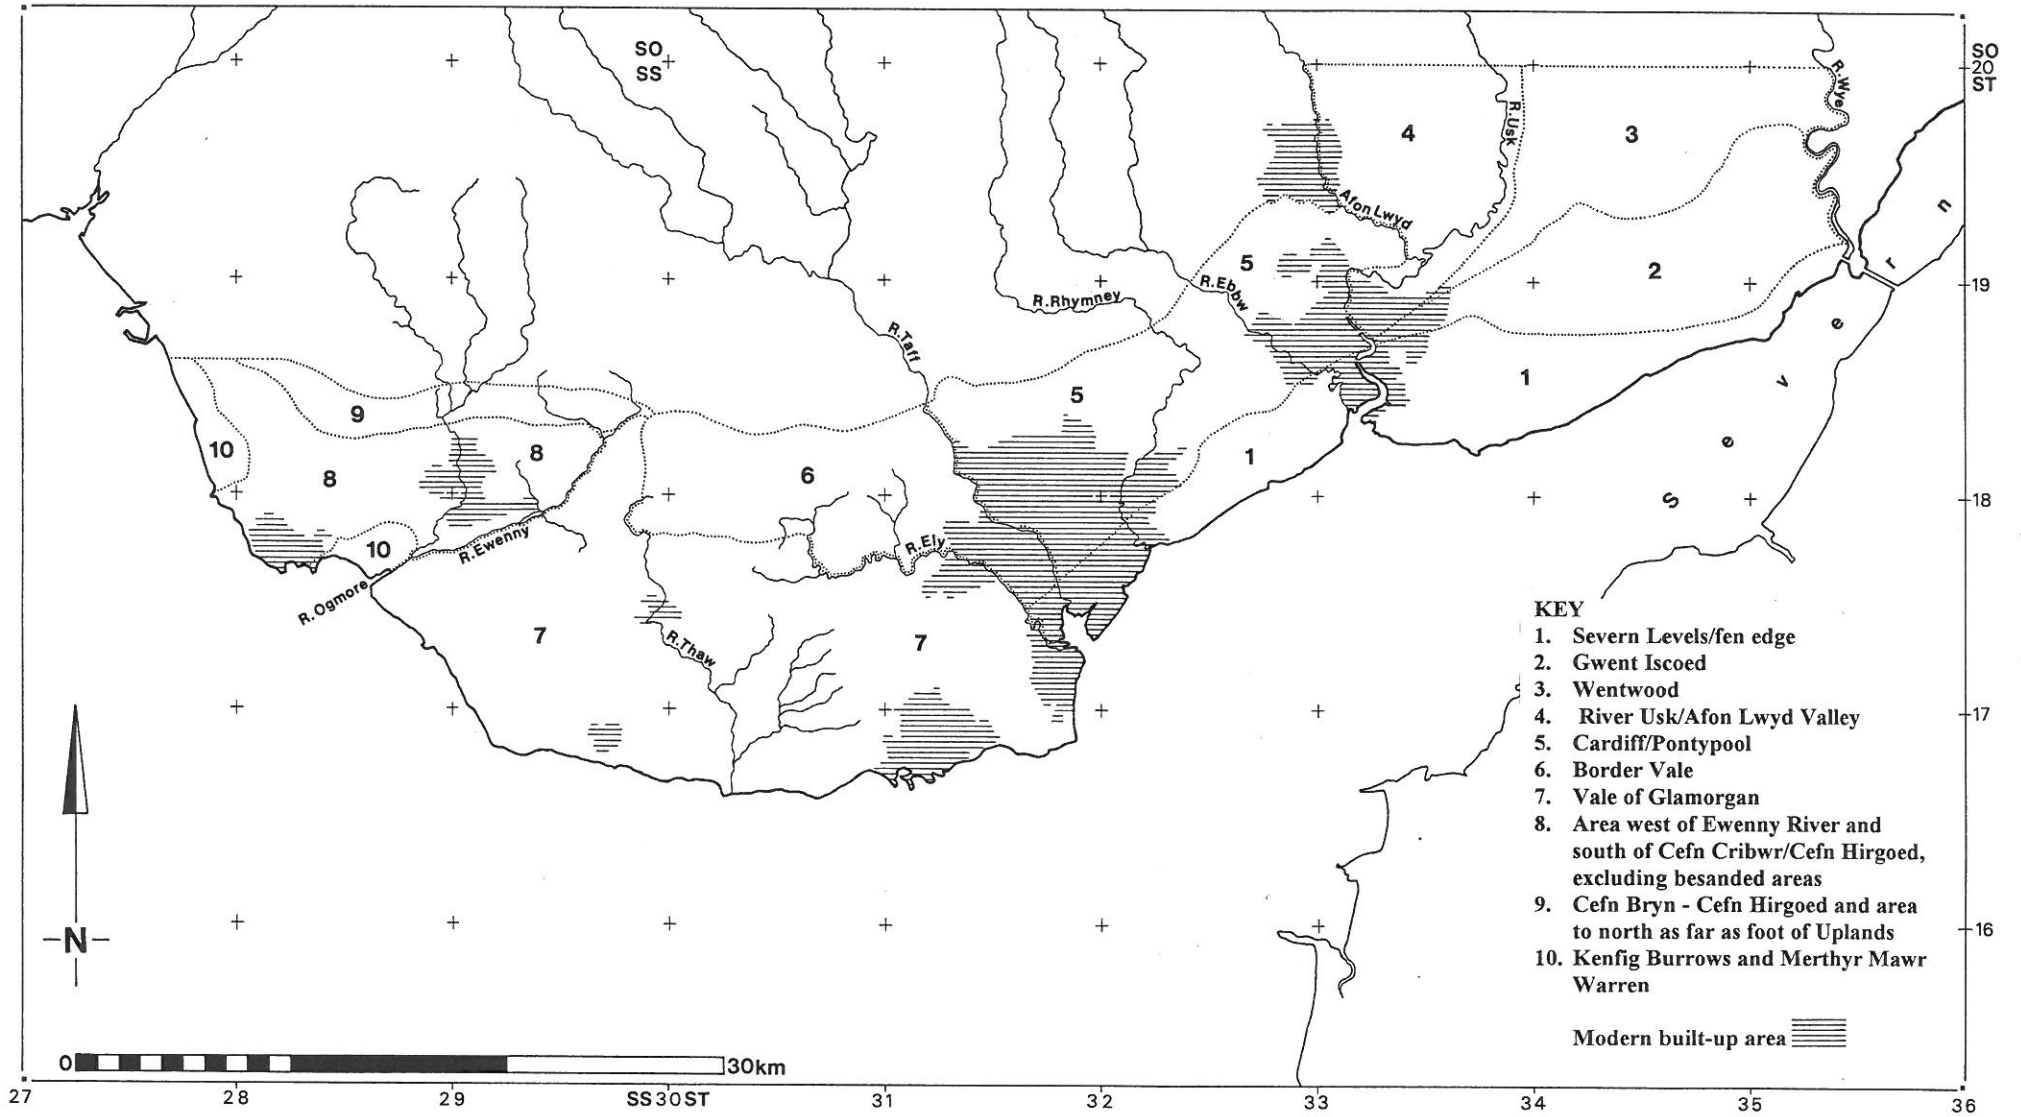 SO
SS
SO
20
ST
R.Wye
R.Usk
4
3
Afon Lwyd
n
5
2
R.Ebbw
r
19
R.Rhymney
e
R.Taff
v
1
5
9
e
10
8
8
6
1
S
18
10
R.Ewenny
R.Ely
R.Ogmore
7
7
R.Thaw
17
16
N
KEY
1. Severn Levels/fen edge
2. Gwent Iscoed
3. Wentwood
4. River Usk/Afon Lwyd Valley
5. Cardiff/Pontypool
6. Border Vale
7. Vale of Glamorgan
8. Area west of Ewenny River and
south of Cefn Cribwr/Cefn Hirgoed,
excluding besanded areas
9. Cefn Bryn - Cefn Hirgoed and area
to north as far as foot of Uplands
10. Kenfig Burrows and Merthyr Mawr
Warren
Modern built-up area
0 30km
27 28 29 SS30ST 31 32 33 34 35 36